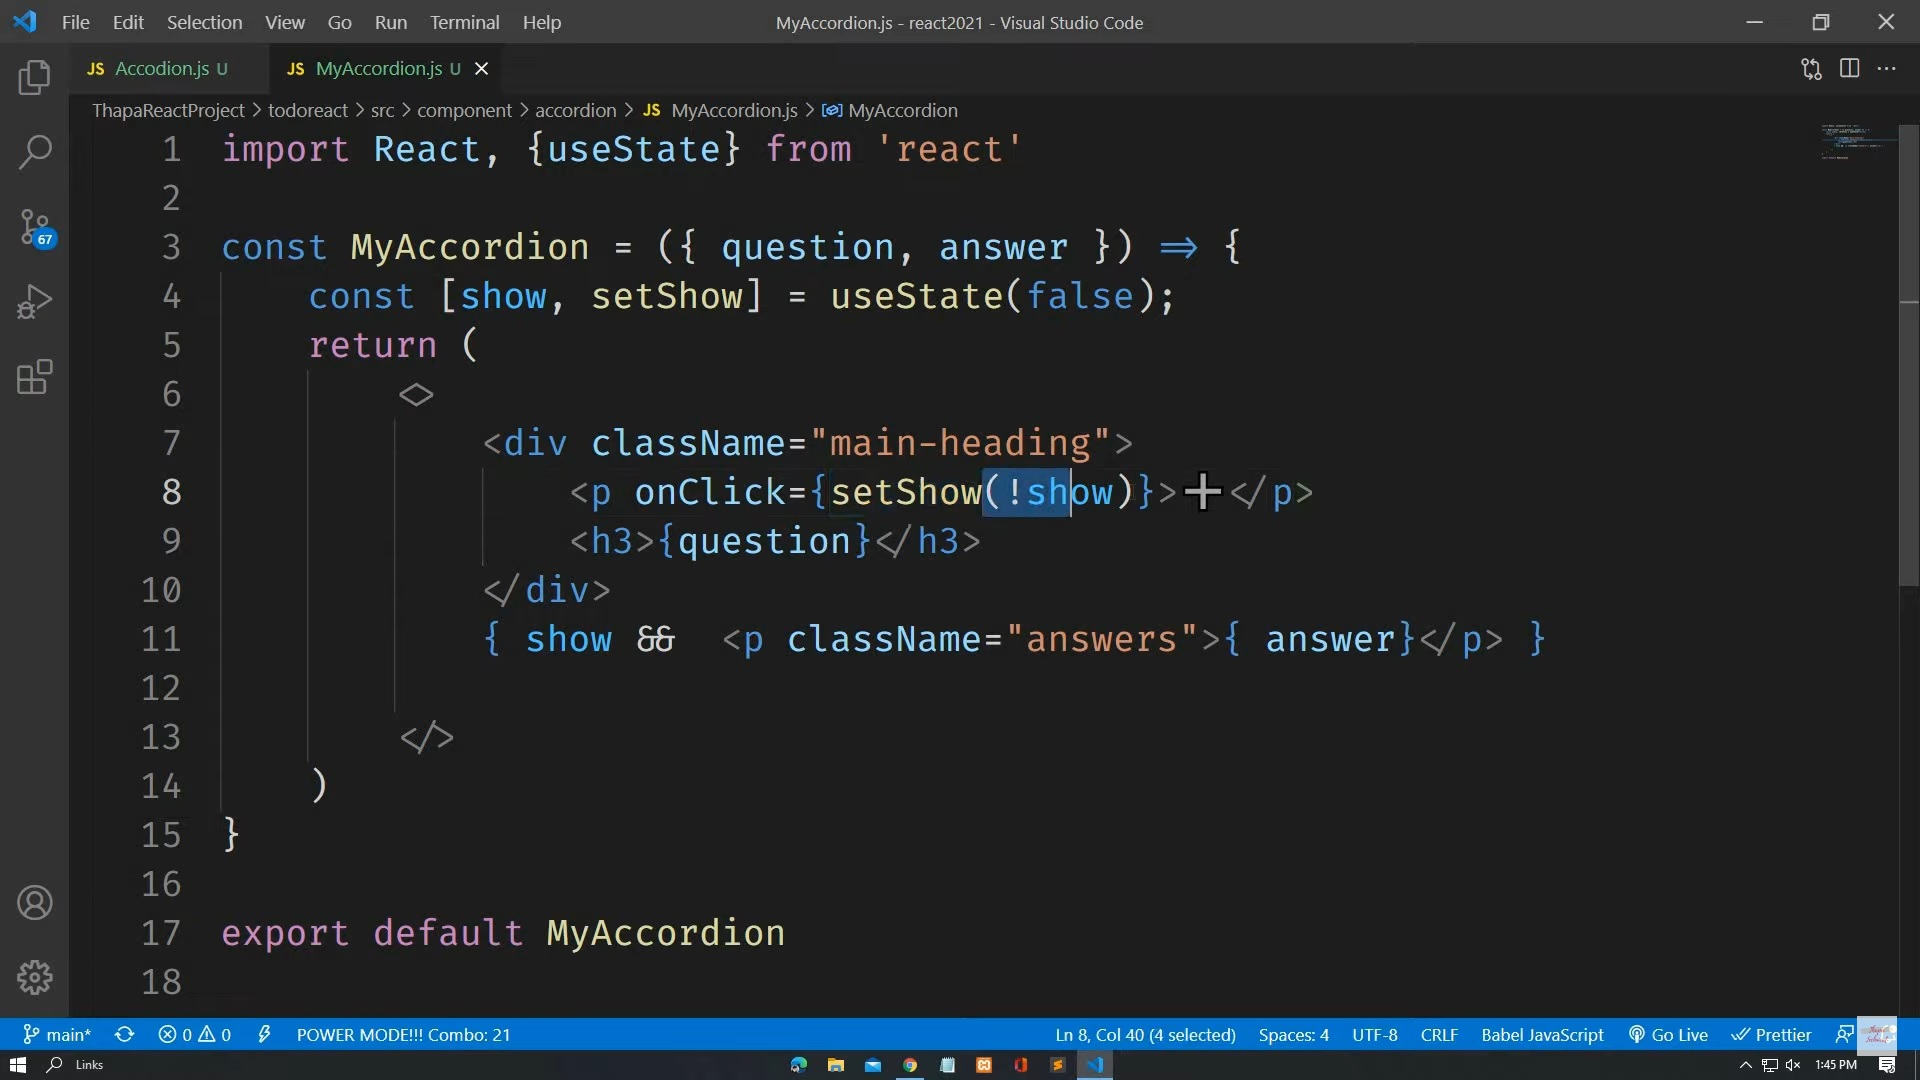 File Edit Selection View Go Run Terminal Help MyAccordion.js - react2021 - Visual Studio Code
JS Accodion.js U JS MyAccordion.js U
ThapaReactProject > todoreact > src > component > accordion > JS MyAccordion.js > MyAccordion
1 import React, {useState} from 'react'
2
3 const MyAccordion = ({ question, answer }) => {
4 const [show, setShow] = useState(false);
5 return (
6 <>
7 <div className="main-heading">
8 <p onClick={setShow(!show)}> ➕ </p>
9 <h3>{question}</h3>
10 </div>
11 { show && <p className="answers">{ answer}</p> }
12
13 </>
14 )
15 }
16
17 export default MyAccordion
18
67
main* 0 0 POWER MODE!!! Combo: 21 Ln 8, Col 40 (4 selected) Spaces: 4 UTF-8 CRLF Babel JavaScript Go Live Prettier
Links 1:45 PM